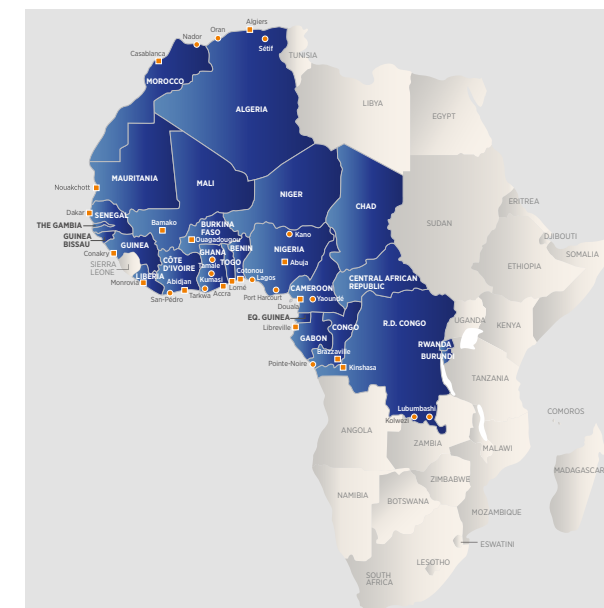 Algiers
Oran
Nador
Sétif
Casablanca
TUNISIA
MOROCCO
LIBYA
EGYPT
ALGERIA
MAURITANIA
MALI
Nouakchott
NIGER
CHAD
ERITREA
Dakar
SENEGAL
THE GAMBIA
Bamako
BURKINA
FASO
SUDAN
GUINEA
BISSAU
Ouagadougou
Kano
DJIBOUTI
GUINEA
BENIN
NIGERIA
Conakry
GHANA
SOMALIA
SIERRA
LEONE
CÔTE
D'IVOIRE
Tamale
TOGO
Abuja
ETHIOPIA
LIBERIA
Cotonou
CENTRAL AFRICAN
REPUBLIC
Monrovia
Abidjan
Kumasi
Lagos
Lomé
CAMEROON
San-Pédro
Tarkwa
Accra
Port Harcourt
Yaoundé
Douala
EQ. GUINEA
UGANDA
KENYA
Libreville
CONGO
R.D. CONGO
GABON
RWANDA
Brazzaville
BURUNDI
Pointe-Noire
Kinshasa
TANZANIA
Lubumbashi
COMOROS
Kolwezi
ANGOLA
ZAMBIA
MALAWI
MADAGASCAR
ZIMBABWE
NAMIBIA
BOTSWANA
MOZAMBIQUE
ESWATINI
LESOTHO
SOUTH
AFRICA